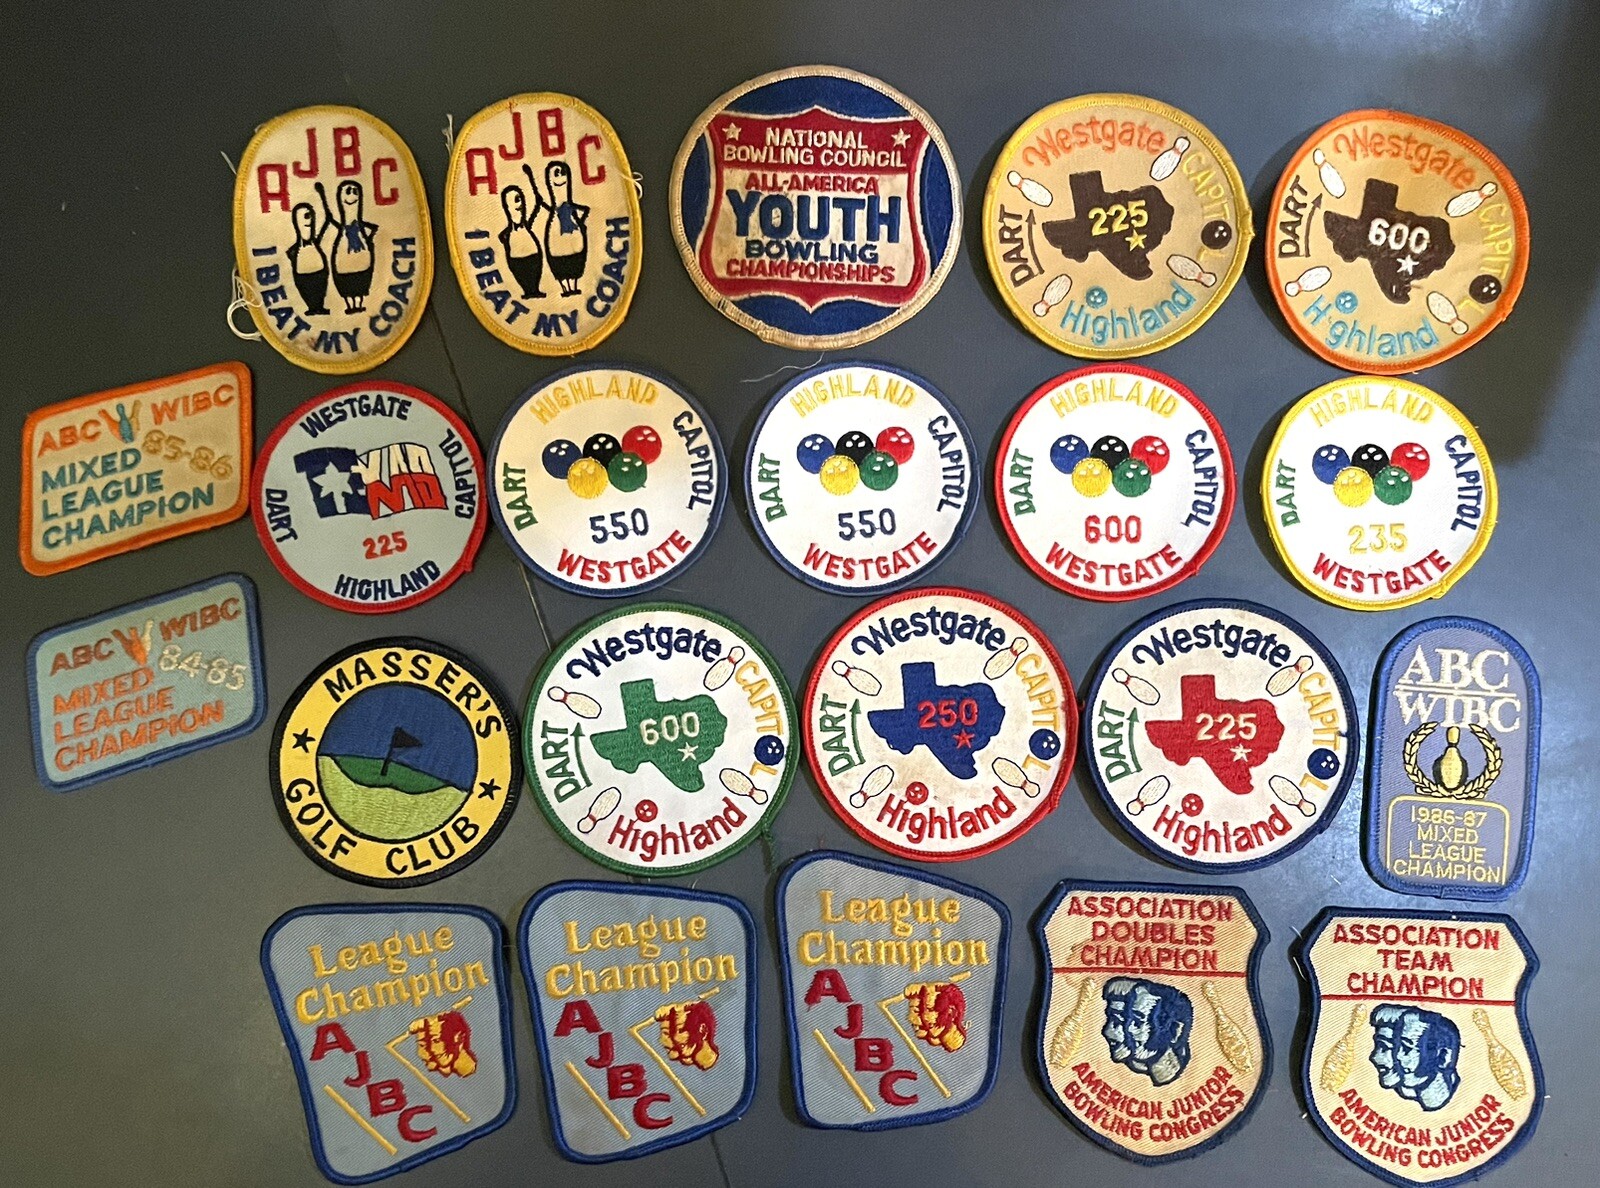 AJBC
I BEAT MY COACH
AJBC
I BEAT MY COACH
NATIONAL
BOWLING COUNCIL
ALL-AMERICA
YOUTH
BOWLING
CHAMPIONSHIPS
Westgate
CAPITOL
DART
225
Highland
Westgate
CAPITOL
DART
600
Highland
ABC WIBC
85-86
MIXED
LEAGUE
CHAMPION
WESTGATE
CAPITOL
DART
225
HIGHLAND
HIGHLAND
CAPITOL
DART
550
WESTGATE
HIGHLAND
CAPITOL
DART
550
WESTGATE
HIGHLAND
CAPITOL
DART
600
WESTGATE
HIGHLAND
CAPITOL
DART
235
WESTGATE
ABC WIBC
84-85
MIXED
LEAGUE
CHAMPION
MASSER'S
GOLF CLUB
Westgate
CAPITOL
DART
600
Highland
Westgate
CAPITOL
DART
250
Highland
Westgate
CAPITOL
DART
225
Highland
ABC
WIBC
1986-87
MIXED
LEAGUE
CHAMPION
League
Champion
AJBC
League
Champion
AJBC
League
Champion
AJBC
ASSOCIATION
DOUBLES
CHAMPION
AMERICAN JUNIOR
BOWLING CONGRESS
ASSOCIATION
TEAM
CHAMPION
AMERICAN JUNIOR
BOWLING CONGRESS